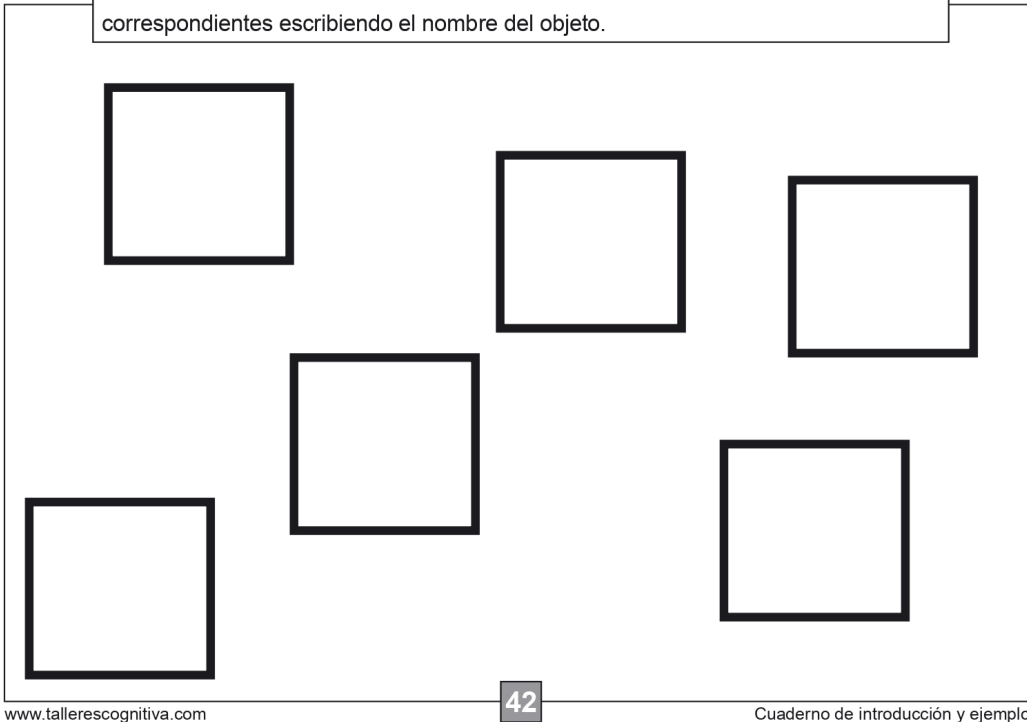 correspondientes escribiendo el nombre del objeto.
42
www.tallerescognitiva.com
Cuaderno de introducción y ejemplo